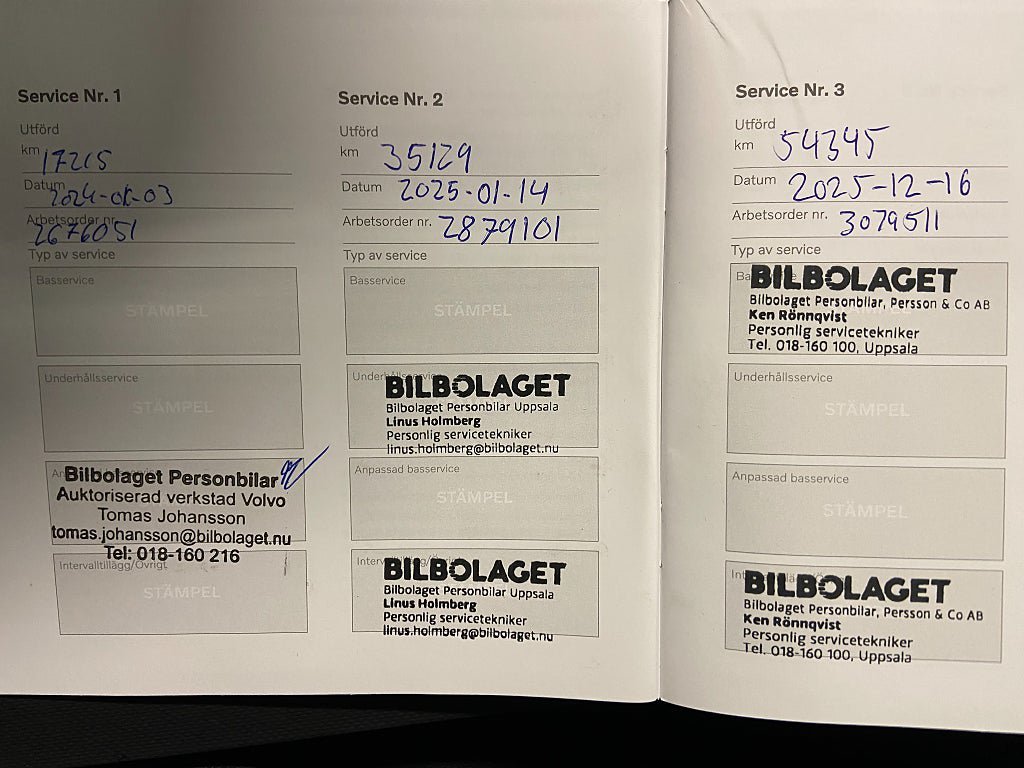 Service Nr. 1
Utförd
km 17215
Datum 2024-01-03
Arbetsorder nr. 2676051
Typ av service
Basservice
STÄMPEL
Underhållsservice
STÄMPEL
Bilbolaget Personbilar
Auktoriserad verkstad Volvo
Tomas Johansson
tomas.johansson@bilbolaget.nu
Tel: 018-160 216
Intervalltillägg/Övrigt
STÄMPEL
Service Nr. 2
Utförd
km 35129
Datum 2025-01-14
Arbetsorder nr. 2879101
Typ av service
Basservice
STÄMPEL
Underhållsservice
BILBOLAGET
Bilbolaget Personbilar Uppsala
Linus Holmberg
Personlig servicetekniker
linus.holmberg@bilbolaget.nu
Anpassad basservice
STÄMPEL
Intervalltillägg/Övrigt
BILBOLAGET
Bilbolaget Personbilar Uppsala
Linus Holmberg
Personlig servicetekniker
linus.holmberg@bilbolaget.nu
Service Nr. 3
Utförd
km 54345
Datum 2025-12-16
Arbetsorder nr. 3079511
BILBOLAGET
Bilbolaget Personbilar, Persson & Co AB
Ken Rönnqvist
Personlig servicetekniker
Tel. 018-160 100, Uppsala
Underhållsservice
STÄMPEL
Anpassad basservice
STÄMPEL
BILBOLAGET
Bilbolaget Personbilar, Persson & Co AB
Ken Rönnqvist
Personlig servicetekniker
Tel. 018-160 100, Uppsala